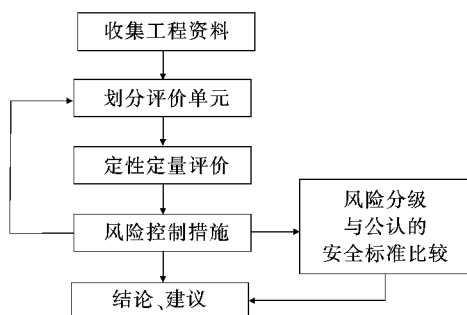 收集工程资料
划分评价单元
定性定量评价
风险控制措施
风险分级
与公认的
安全标准比较
结论、建议